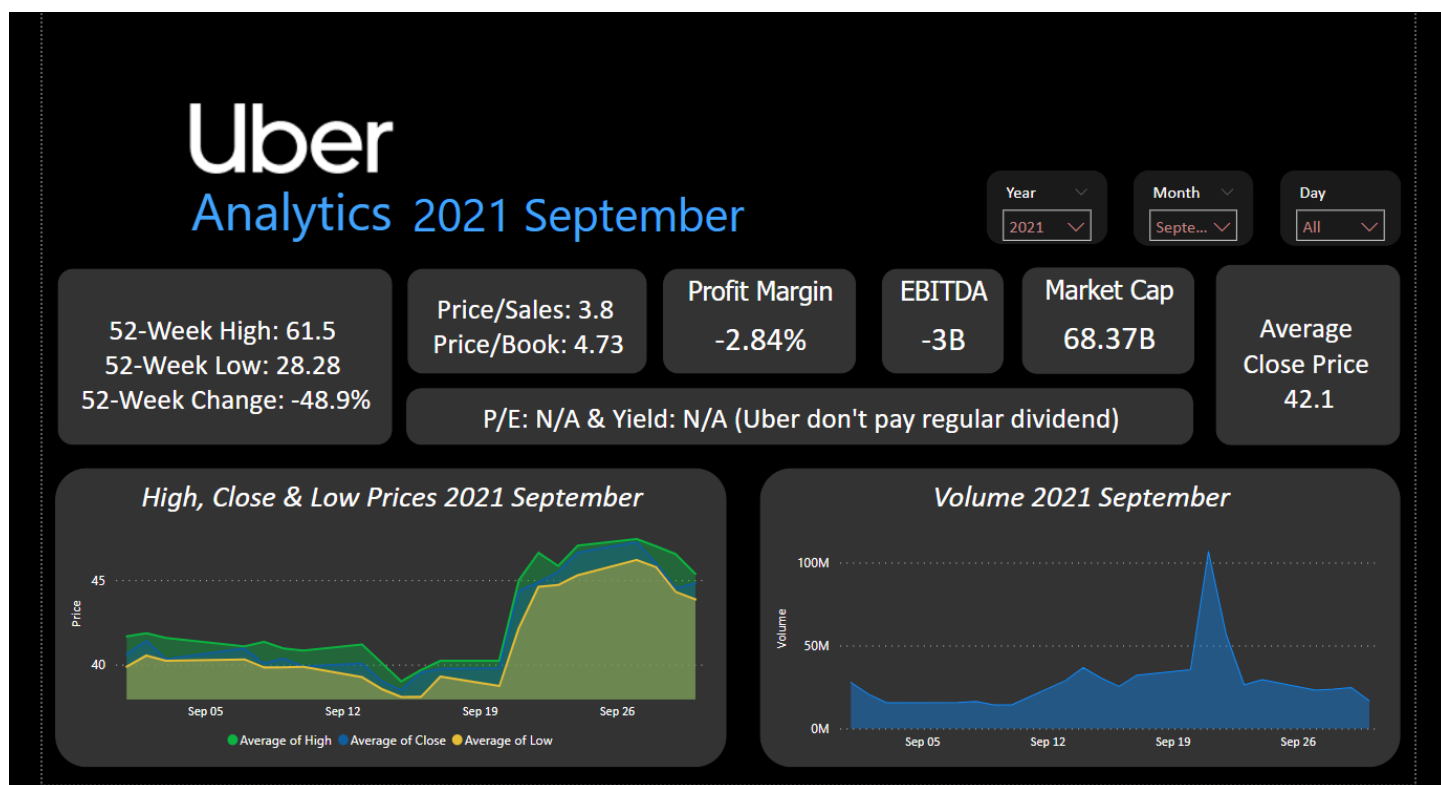 Uber
Analytics 2021 September
Year
2021
Month
Septe...
Day
All
52-Week High: 61.5
52-Week Low: 28.28
52-Week Change: -48.9%
Price/Sales: 3.8
Price/Book: 4.73
Profit Margin
-2.84%
EBITDA
-3B
Market Cap
68.37B
Average
Close Price
42.1
P/E: N/A & Yield: N/A (Uber don't pay regular dividend)
High, Close & Low Prices 2021 September
Price
45
40
Sep 05
Sep 12
Sep 19
Sep 26
Average of High
Average of Close
Average of Low
Volume 2021 September
Volume
100M
50M
0M
Sep 05
Sep 12
Sep 19
Sep 26